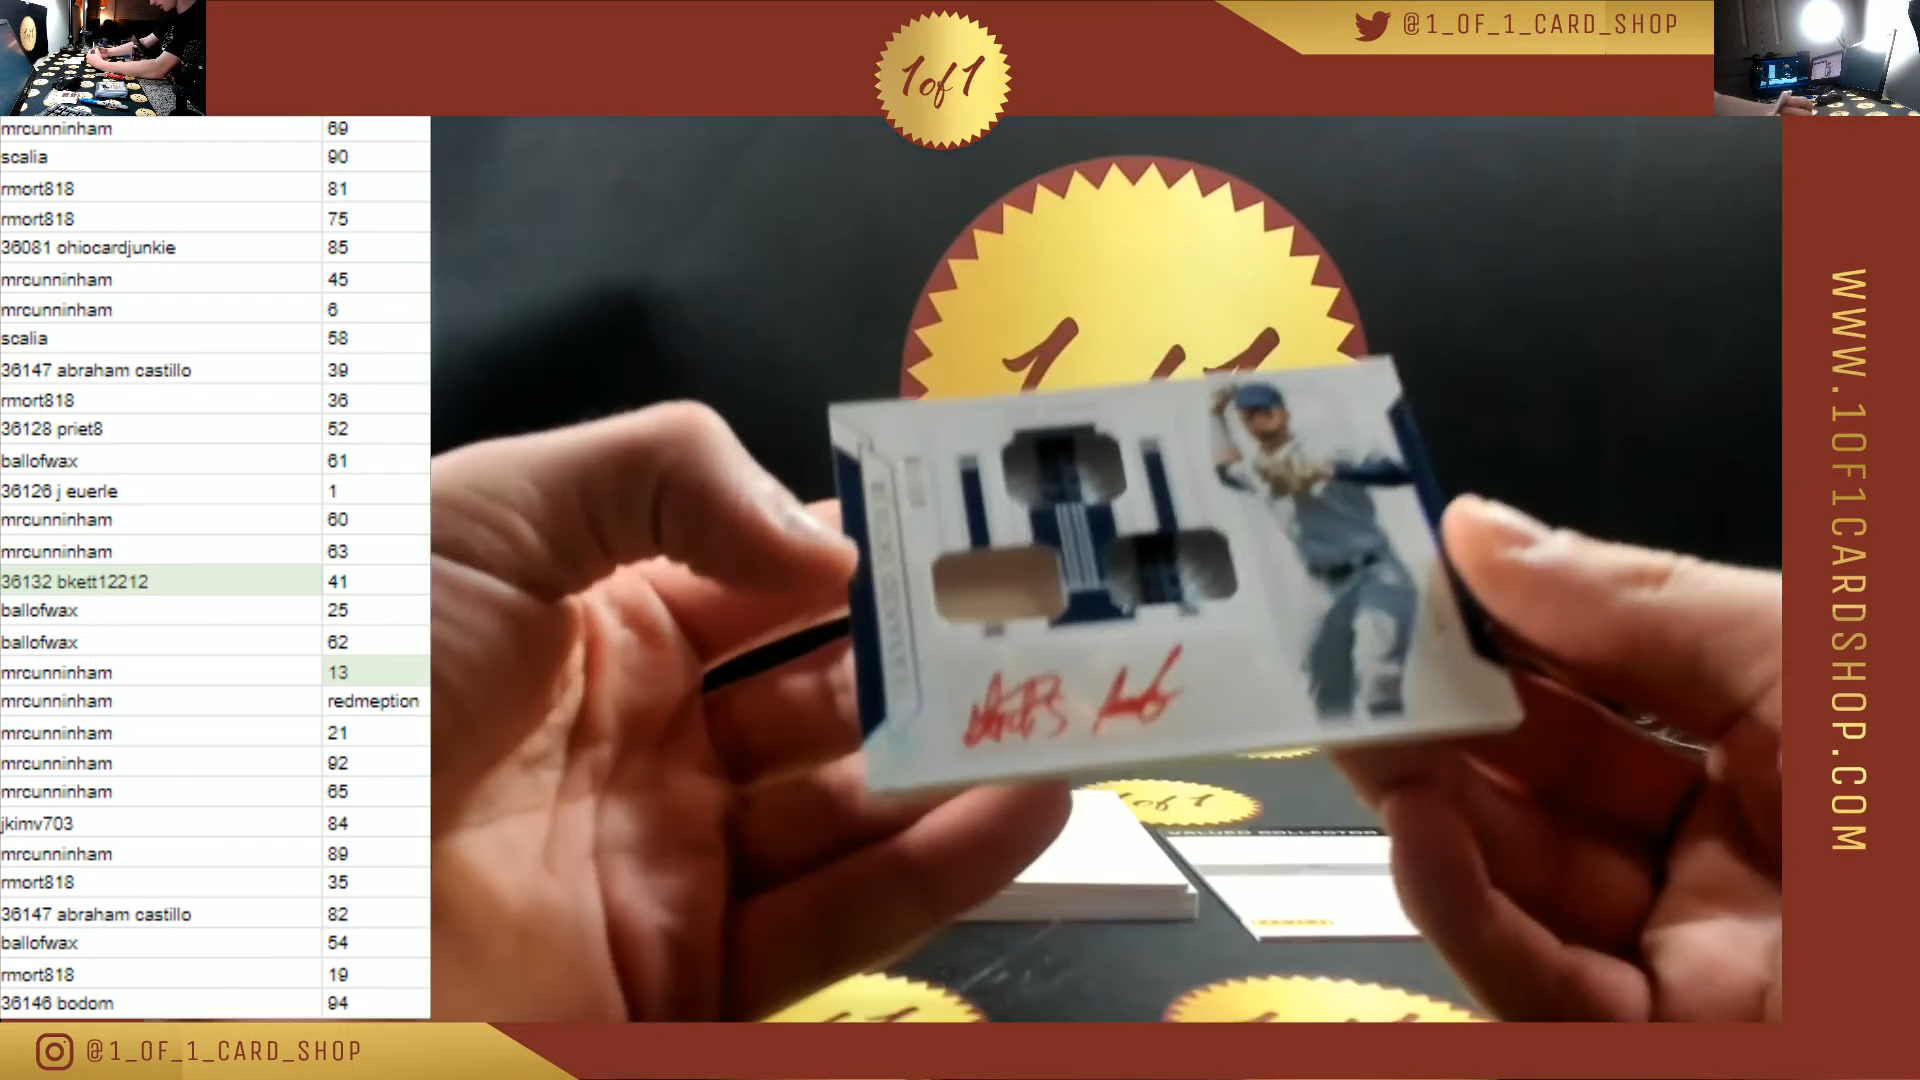 @1_OF_1_CARD_SHOP
1of1
mrcunninham 69
scalia 90
rmort818 81
rmort818 75
36081 ohiocardjunkie 85
mrcunninham 45
mrcunninham 6
scalia 58
36147 abraham castillo 39
rmort818 36
36128 priet8 52
ballofwax 61
36126 j euerle 1
mrcunninham 60
mrcunninham 63
36132 bkett12212 41
ballofwax 25
ballofwax 62
mrcunninham 13
mrcunninham redmeption
mrcunninham 21
mrcunninham 92
mrcunninham 65
jkimv703 84
mrcunninham 89
rmort818 35
36147 abraham castillo 82
ballofwax 54
rmort818 19
36146 bodom 94
1of1
VALUED COLLECTOR
WWW.1OF1CARDSHOP.COM
@1_OF_1_CARD_SHOP